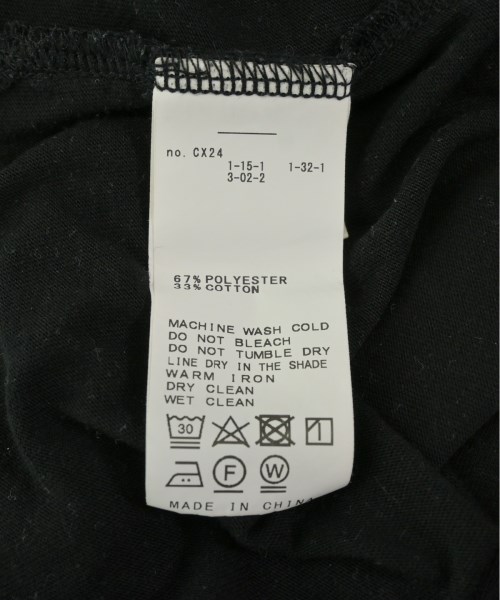 no. CX24
1-15-1 1-32-1
3-02-2
67% POLYESTER
33% COTTON
MACHINE WASH COLD
DO NOT BLEACH
DO NOT TUMBLE DRY
LINE DRY IN THE SHADE
WARM IRON
DRY CLEAN
WET CLEAN
30
F W
MADE IN CHINA